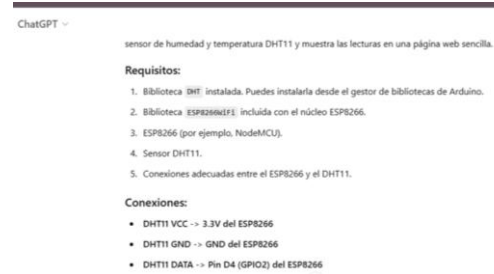 ChatGPT
sensor de humedad y temperatura DHT11 y muestra las lecturas en una página web sencilla.
Requisitos:
1. Biblioteca DHT instalada. Puedes instalarla desde el gestor de bibliotecas de Arduino.
2. Biblioteca ESP8266WiFi incluida con el núcleo ESP8266.
3. ESP8266 (por ejemplo, NodeMCU).
4. Sensor DHT11.
5. Conexiones adecuadas entre el ESP8266 y el DHT11.
Conexiones:
• DHT11 VCC -> 3.3V del ESP8266
• DHT11 GND -> GND del ESP8266
• DHT11 DATA -> Pin D4 (GPIO2) del ESP8266